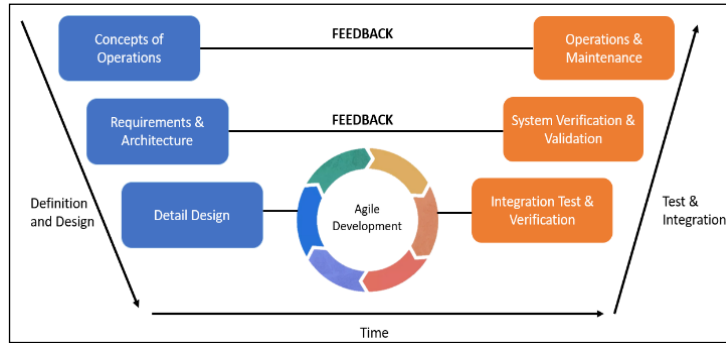 Concepts of
Operations
FEEDBACK
Operations &
Maintenance
Requirements &
Architecture
FEEDBACK
System Verification &
Validation
Definition
and Design
Detail Design
Agile
Development
Integration Test &
Verification
Test &
Integration
Time